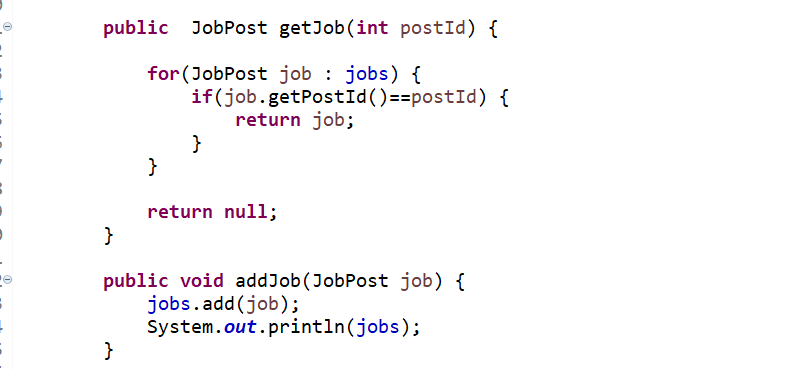 public  JobPost getJob(int postId) {
for(JobPost job : jobs) {
if(job.getPostId()==postId) {
return job;
}
}
return null;
}
public void addJob(JobPost job) {
jobs.add(job);
System.out.println(jobs);
}